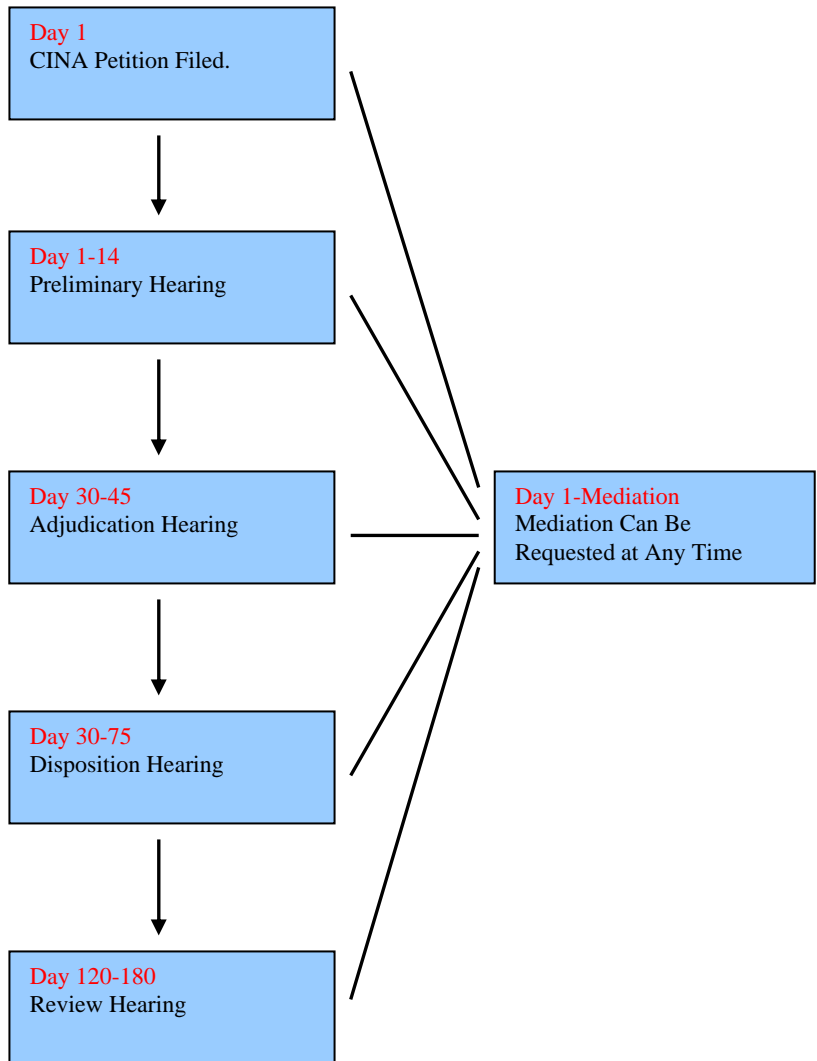 Day 1
CINA Petition Filed.
Day 1-14
Preliminary Hearing
Day 30-45
Adjudication Hearing
Day 1-Mediation
Mediation Can Be
Requested at Any Time
Day 30-75
Disposition Hearing
Day 120-180
Review Hearing